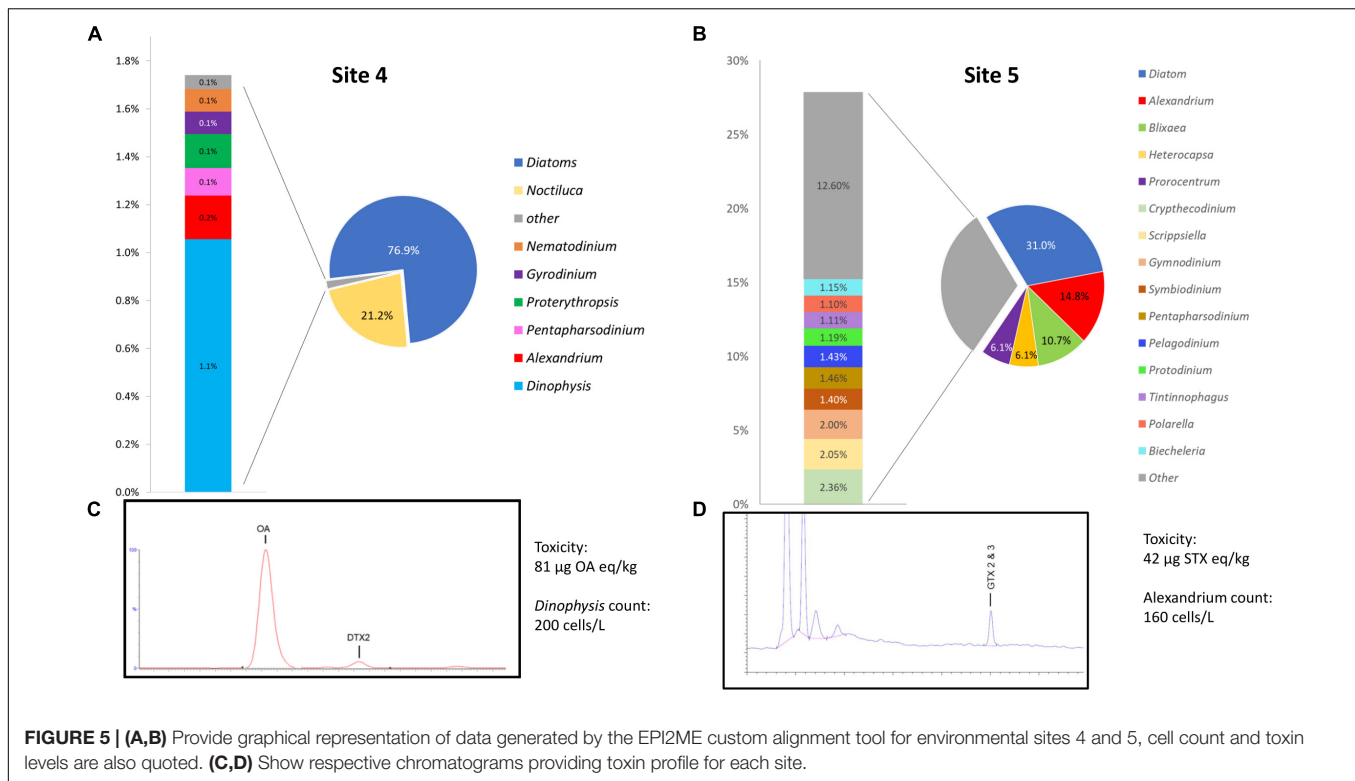 A
Site 4
1.8%
1.6%
1.4%
1.2%
1.0%
0.8%
0.6%
0.4%
0.2%
0.0%
0.1%
0.1%
0.1%
0.1%
0.1%
0.2%
1.1%
76.9%
21.2%
Diatoms
Noctiluca
other
Nematodinium
Gyrodinium
Proterythropsis
Pentapharsodinium
Alexandrium
Dinophysis
B
Site 5
30%
25%
20%
15%
10%
5%
0%
12.60%
1.15%
1.10%
1.11%
1.19%
1.43%
1.46%
1.40%
2.00%
2.05%
2.36%
31.0%
14.8%
10.7%
6.1%
6.1%
Diatom
Alexandrium
Blixaea
Heterocapsa
Prorocentrum
Crypthecodinium
Scrippsiella
Gymnodinium
Symbiodinium
Pentapharsodinium
Pelagodinium
Protodinium
Tintinnophagus
Polarella
Biecheleria
Other
C
100
%
0
OA
DTX2
Toxicity:
81 µg OA eq/kg
Dinophysis count:
200 cells/L
D
GTX 2 & 3
Toxicity:
42 µg STX eq/kg
Alexandrium count:
160 cells/L
FIGURE 5 | (A,B) Provide graphical representation of data generated by the EPI2ME custom alignment tool for environmental sites 4 and 5, cell count and toxin
levels are also quoted. (C,D) Show respective chromatograms providing toxin profile for each site.